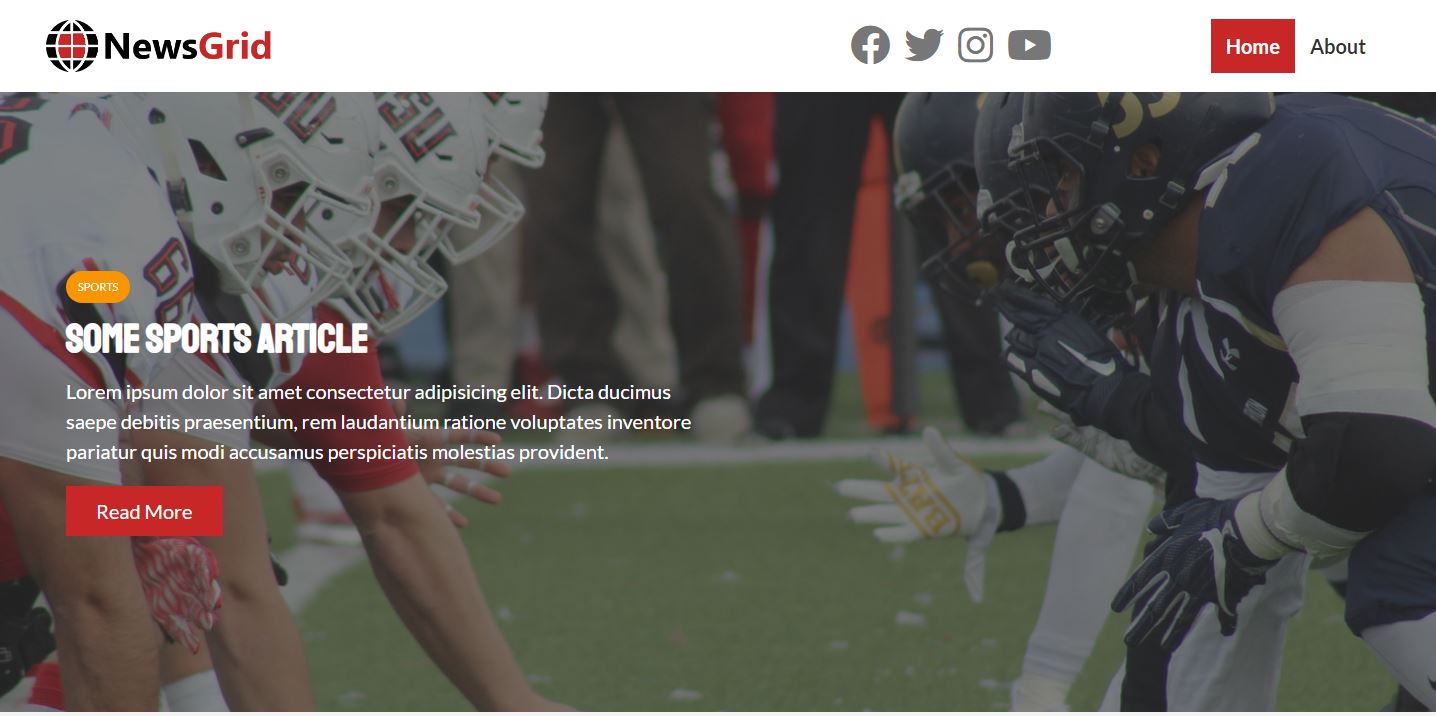 NewsGrid
Home
About
SPORTS
SOME SPORTS ARTICLE
Lorem ipsum dolor sit amet consectetur adipisicing elit. Dicta ducimus
saepe debitis praesentium, rem laudantium ratione voluptates inventore
pariatur quis modi accusamus perspiciatis molestias provident.
Read More